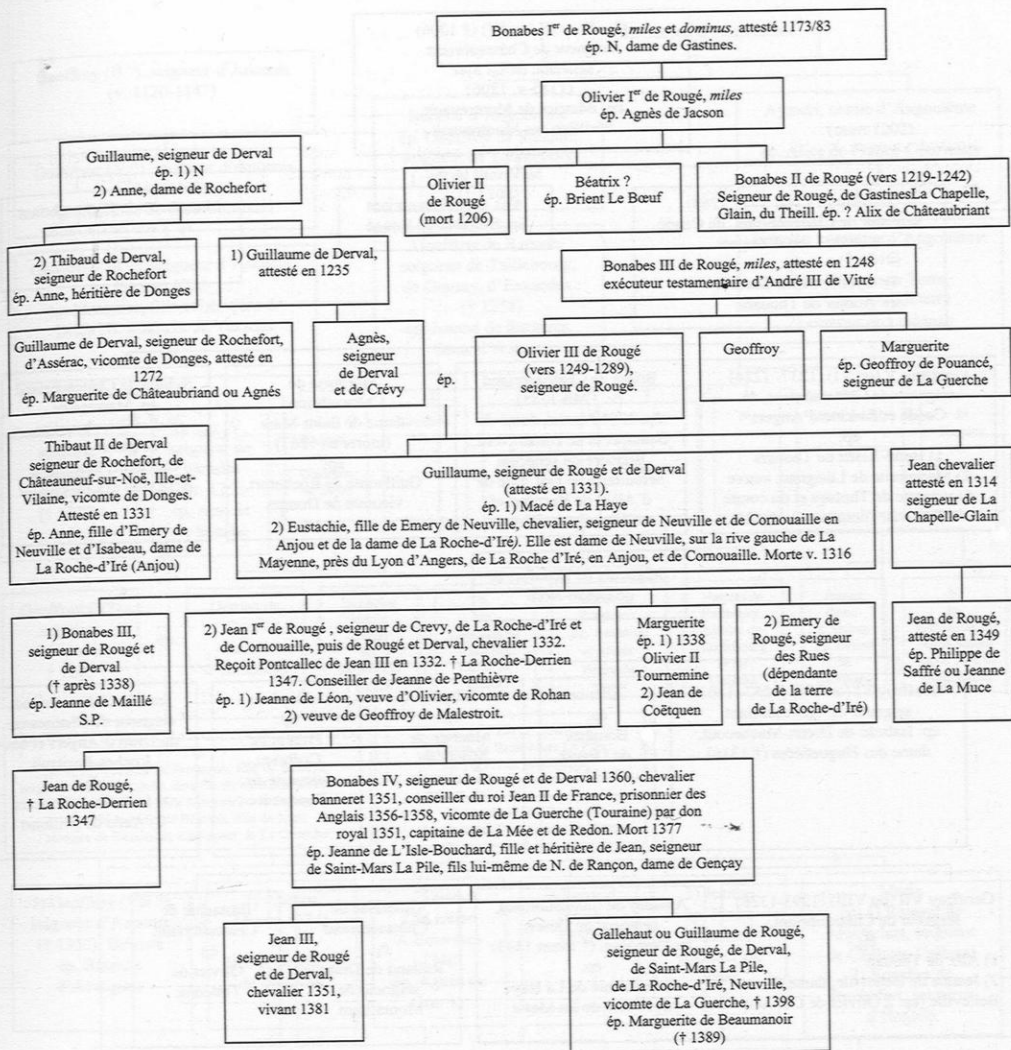 Bonabes Ier de Rougé, miles et dominus, attesté 1173/83
ép. N, dame de Gastines.
Olivier Ier de Rougé, miles
ép. Agnès de Jacson
Guillaume, seigneur de Derval
ép. 1) N
2) Anne, dame de Rochefort
Olivier II
de Rougé
(mort 1206)
Béatrix ?
ép. Brient Le Bœuf
Bonabes II de Rougé (vers 1219-1242)
Seigneur de Rougé, de GastinesLa Chapelle,
Glain, du Theill. ép. ? Alix de Châteaubriant
2) Thibaud de Derval,
seigneur de Rochefort
ép. Anne, héritière de Donges
1) Guillaume de Derval,
attesté en 1235
Bonabes III de Rougé, miles, attesté en 1248
exécuteur testamentaire d'André III de Vitré
Guillaume de Derval, seigneur de Rochefort,
d'Assérac, vicomte de Donges, attesté en
1272
ép. Marguerite de Châteaubriand ou Agnés
Agnès,
seigneur
de Derval
et de Crévy
ép.
Olivier III de Rougé
(vers 1249-1289),
seigneur de Rougé.
Geoffroy
Marguerite
ép. Geoffroy de Pouancé,
seigneur de La Guerche
Thibaut II de Derval
seigneur de Rochefort, de
Châteauneuf-sur-Noë, Ille-et-
Vilaine, vicomte de Donges.
Attesté en 1331
ép. Anne, fille d'Emery de
Neuville et d'Isabeau, dame de
La Roche-d'Iré (Anjou)
Guillaume, seigneur de Rougé et de Derval
(attesté en 1331).
ép. 1) Macé de La Haye
2) Eustachie, fille de Emery de Neuville, chevalier, seigneur de Neuville et de Cornouaille en
Anjou et de la dame de La Roche-d'Iré). Elle est dame de Neuville, sur la rive gauche de La
Mayenne, près du Lyon d'Angers, de La Roche d'Iré, en Anjou, et de Cornouaille. Morte v. 1316
Jean chevalier
attesté en 1314
seigneur de La
Chapelle-Glain
1) Bonabes III,
seigneur de Rougé et
de Derval
(† après 1338)
ép. Jeanne de Maillé
S.P.
2) Jean Ier de Rougé , seigneur de Crevy, de La Roche-d'Iré et
de Cornouaille, puis de Rougé et Derval, chevalier 1332.
Reçoit Pontcallec de Jean III en 1332. † La Roche-Derrien
1347. Conseiller de Jeanne de Penthièvre
ép. 1) Jeanne de Léon, veuve d'Olivier, vicomte de Rohan
2) veuve de Geoffroy de Malestroit.
Marguerite
ép. 1) 1338
Olivier II
Tournemine
2) Jean de
Coëtquen
2) Emery de
Rougé, seigneur
des Rues
(dépendante
de la terre
de La Roche-d'Iré)
Jean de Rougé,
attesté en 1349
ép. Philippe de
Saffré ou Jeanne
de La Muce
Jean de Rougé,
† La Roche-Derrien
1347
Bonabes IV, seigneur de Rougé et de Derval 1360, chevalier
banneret 1351, conseiller du roi Jean II de France, prisonnier des
Anglais 1356-1358, vicomte de La Guerche (Touraine) par don
royal 1351, capitaine de La Mée et de Redon. Mort 1377
ép. Jeanne de L'Isle-Bouchard, fille et héritière de Jean, seigneur
de Saint-Mars La Pile, fils lui-même de N. de Rançon, dame de Gençay
Jean III,
seigneur de Rougé
et de Derval,
chevalier 1351,
vivant 1381
Gallehaut ou Guillaume de Rougé,
seigneur de Rougé, de Derval,
de Saint-Mars La Pile,
de La Roche-d'Iré, Neuville,
vicomte de La Guerche, † 1398
ép. Marguerite de Beaumanoir
(† 1389)